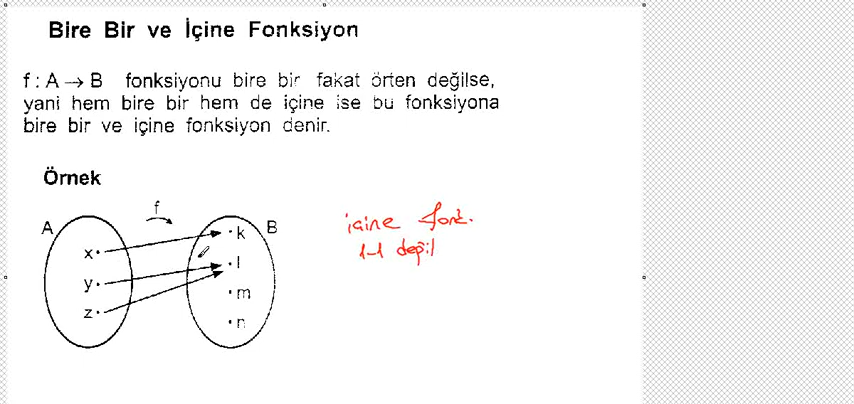 Bire Bir ve İçine Fonksiyon
f : A → B fonksiyonu bire bir fakat örten değilse,
yani hem bire bir hem de içine ise bu fonksiyona
bire bir ve içine fonksiyon denir.
Örnek
f
A
B
x
y
z
k
l
m
n
içine fonk.
1-1 değil